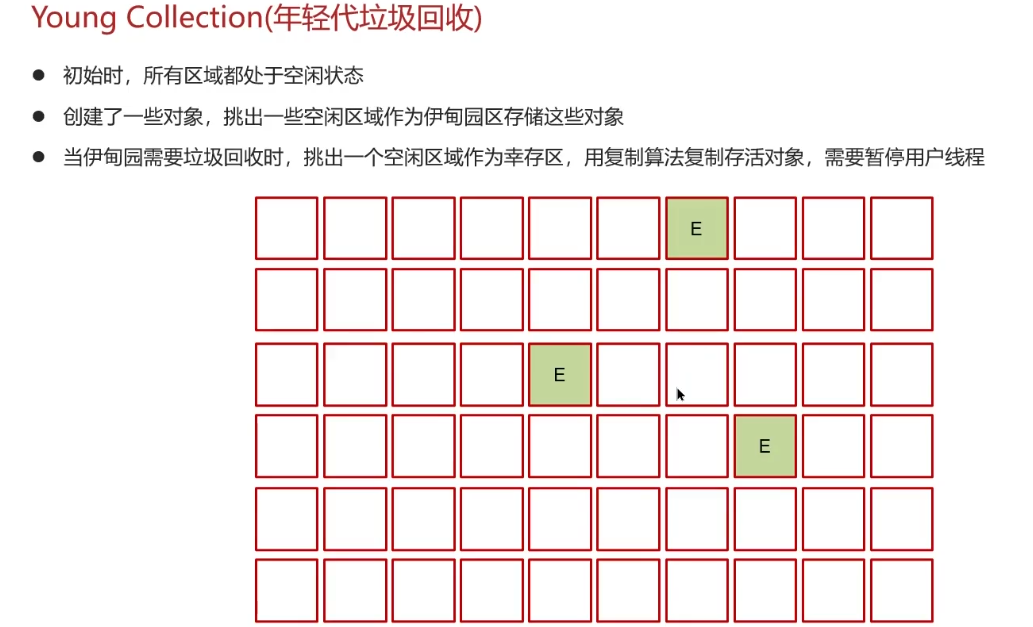 Young Collection(年轻代垃圾回收)
● 初始时，所有区域都处于空闲状态
● 创建了一些对象，挑出一些空闲区域作为伊甸园区存储这些对象
● 当伊甸园需要垃圾回收时，挑出一个空闲区域作为幸存区，用复制算法复制存活对象，需要暂停用户线程
E
E
E